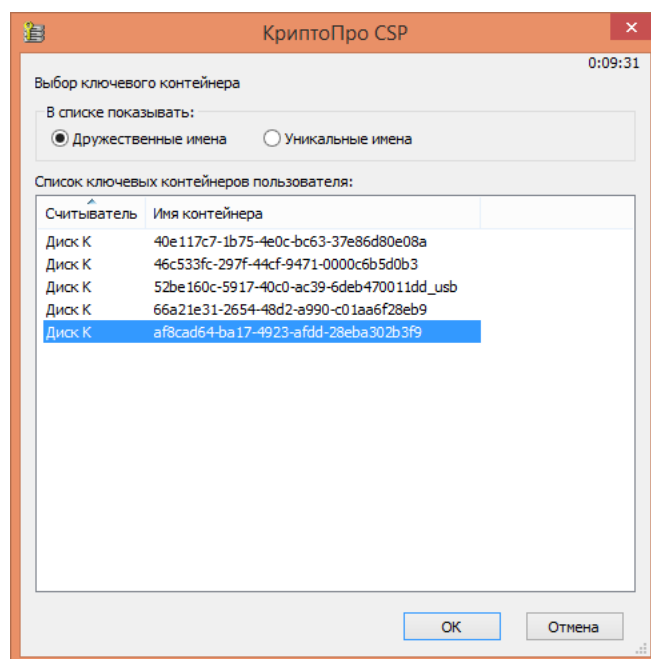 КриптоПро CSP
0:09:31
Выбор ключевого контейнера
В списке показывать:
Дружественные имена Уникальные имена
Список ключевых контейнеров пользователя:
Считыватель Имя контейнера
Диск K 40e117c7-1b75-4e0c-bc63-37e86d80e08a
Диск K 46c533fc-297f-44cf-9471-0000c6b5d0b3
Диск K 52be160c-5917-40c0-ac39-6deb470011dd_usb
Диск K 66a21e31-2654-48d2-a990-c01aa6f28eb9
Диск K af8cad64-ba17-4923-afdd-28eba302b3f9
ОК Отмена